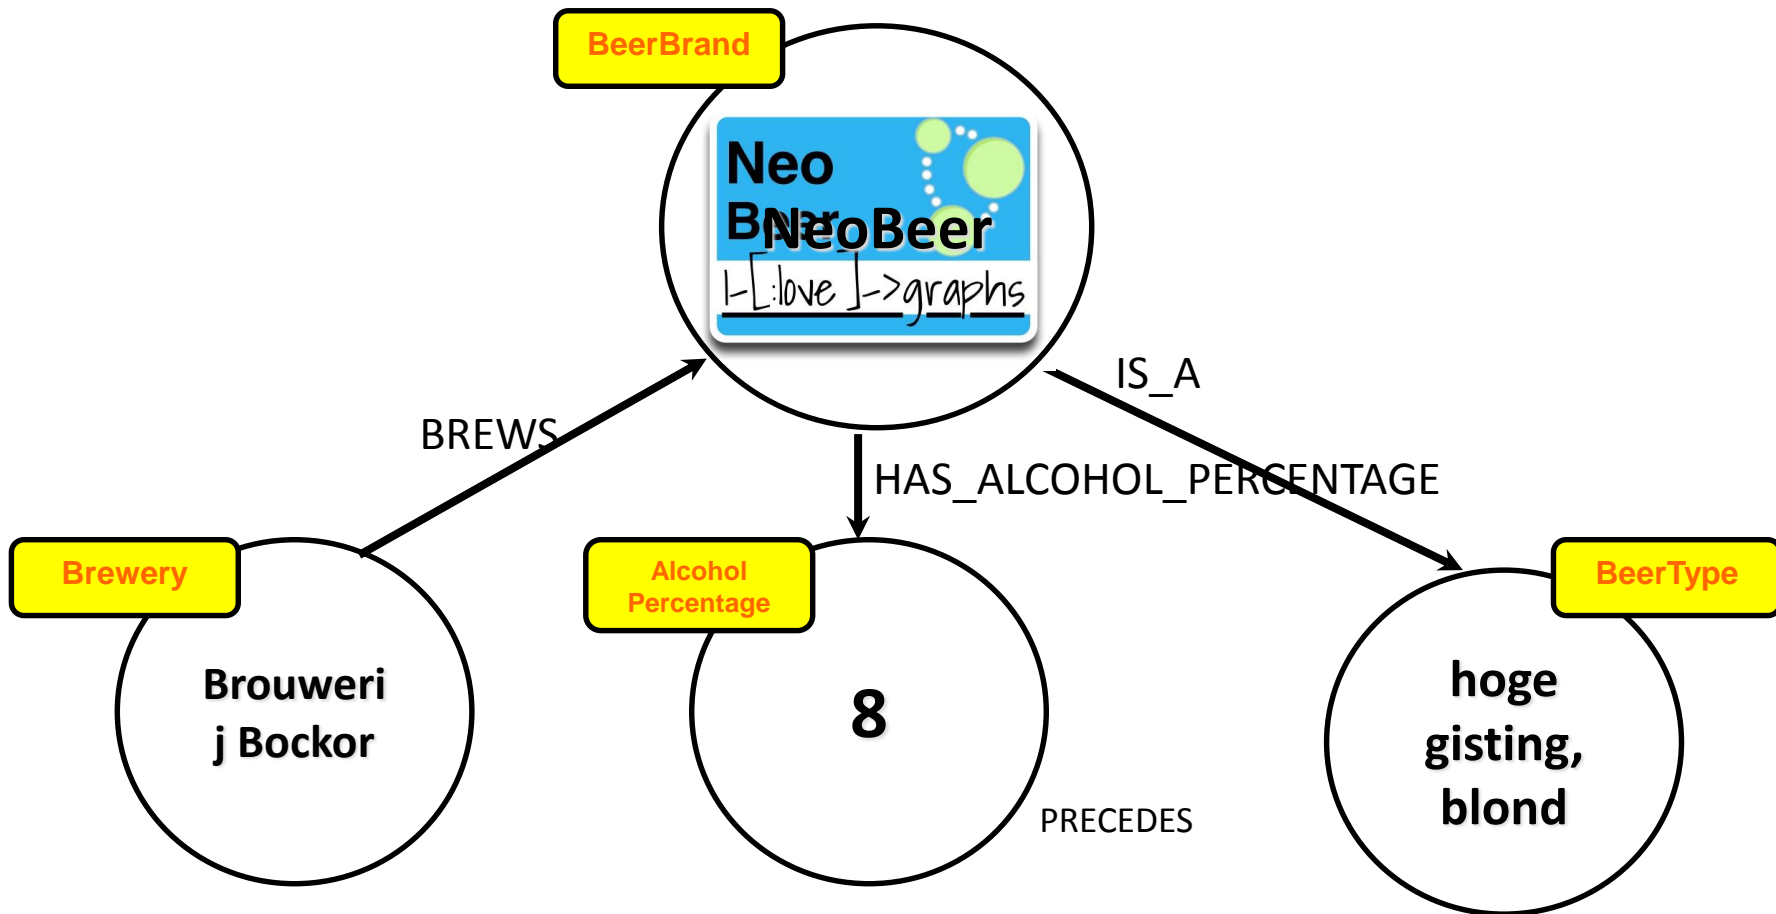 BeerBrand
Neo
Beer
NeoBeer
I-[:love]->graphs
IS_A
BREWS
HAS_ALCOHOL_PERCENTAGE
Brewery
Alcohol
Percentage
BeerType
Brouweri
j Bockor
8
hoge
gisting,
blond
PRECEDES